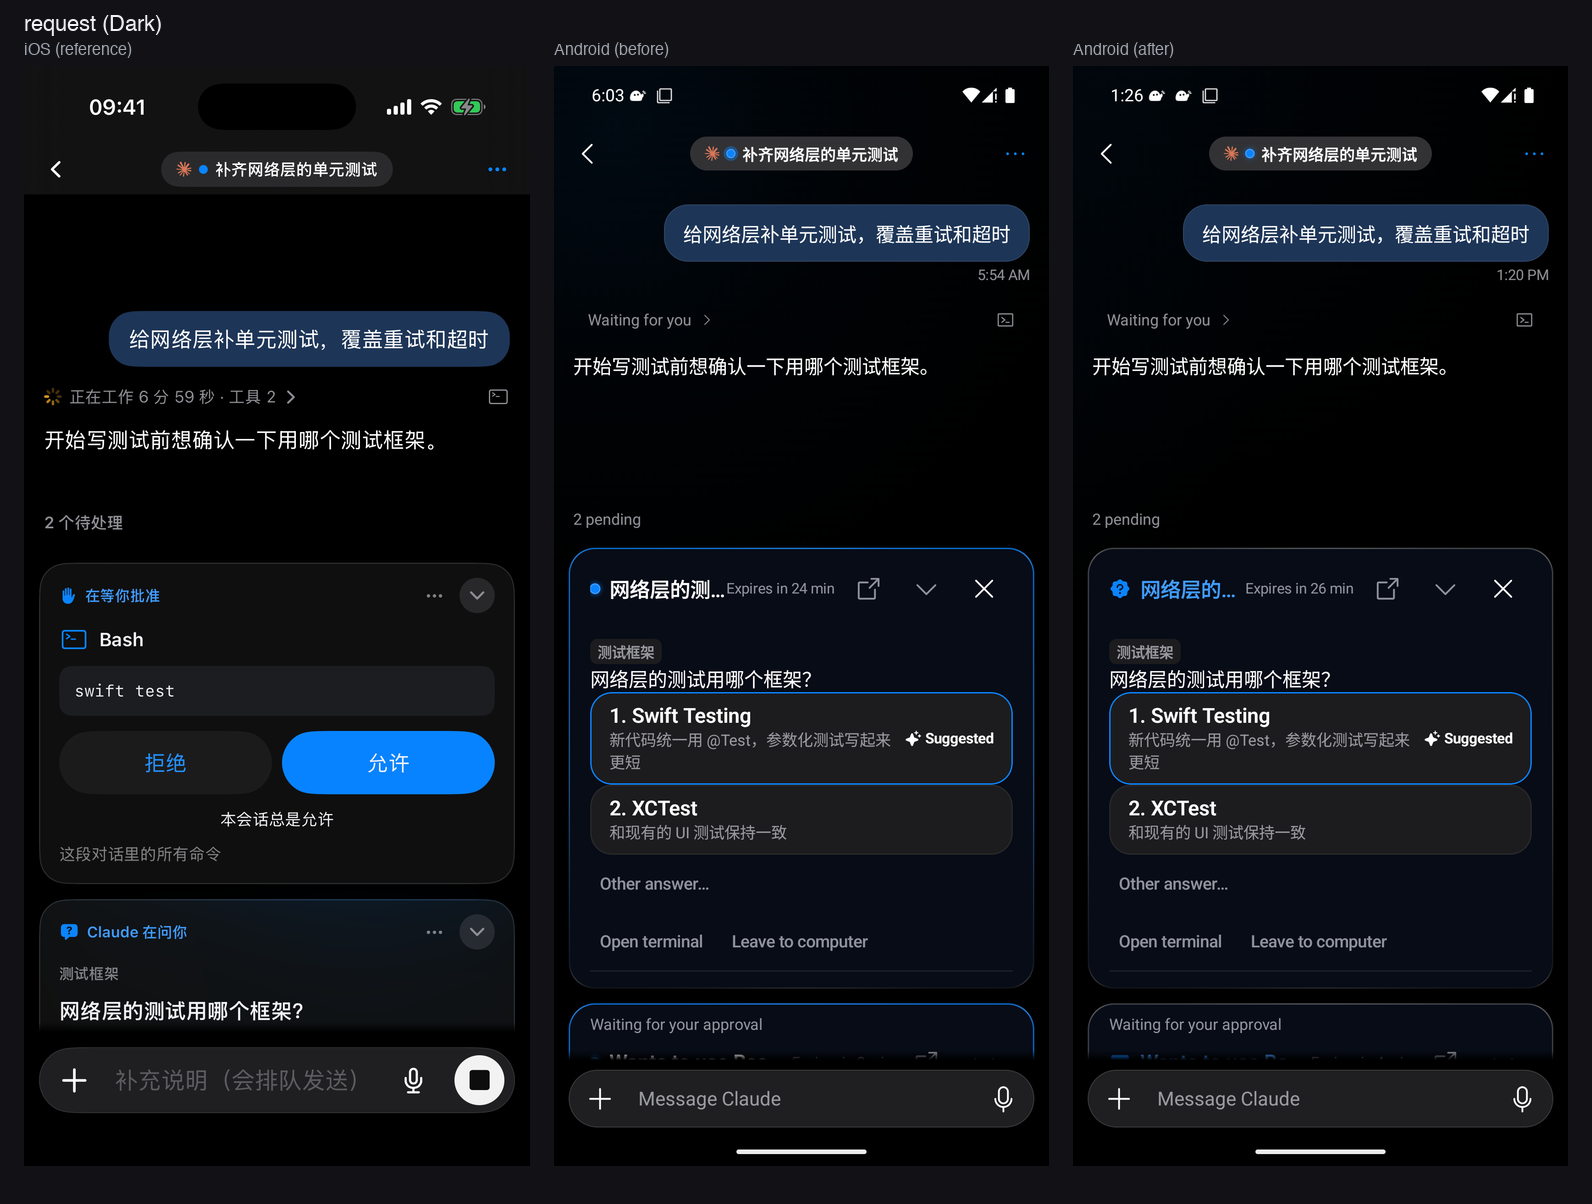 request (Dark)
iOS (reference)
09:41
补齐网络层的单元测试
给网络层补单元测试，覆盖重试和超时
正在工作 6 分 59 秒 · 工具 2
开始写测试前想确认一下用哪个测试框架。
2 个待处理
在等你批准
Bash
swift test
拒绝
允许
本会话总是允许
这段对话里的所有命令
Claude 在问你
测试框架
网络层的测试用哪个框架?
补充说明（会排队发送）
Android (before)
6:03
补齐网络层的单元测试
给网络层补单元测试，覆盖重试和超时
5:54 AM
Waiting for you
开始写测试前想确认一下用哪个测试框架。
2 pending
网络层的测... Expires in 24 min
测试框架
网络层的测试用哪个框架?
1. Swift Testing
新代码统一用 @Test，参数化测试写起来
更短
Suggested
2. XCTest
和现有的 UI 测试保持一致
Other answer...
Open terminal
Leave to computer
Waiting for your approval
Message Claude
Android (after)
1:26
补齐网络层的单元测试
给网络层补单元测试，覆盖重试和超时
1:20 PM
Waiting for you
开始写测试前想确认一下用哪个测试框架。
2 pending
网络层的... Expires in 26 min
测试框架
网络层的测试用哪个框架?
1. Swift Testing
新代码统一用 @Test，参数化测试写起来
更短
Suggested
2. XCTest
和现有的 UI 测试保持一致
Other answer...
Open terminal
Leave to computer
Waiting for your approval
Message Claude